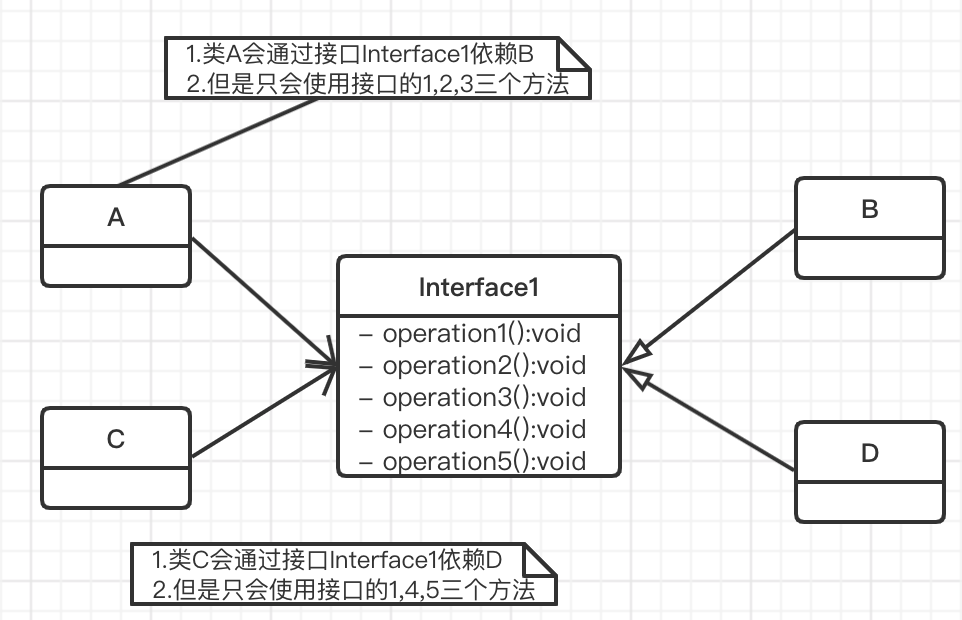 1.类A会通过接口Interface1依赖B
2.但是只会使用接口的1,2,3三个方法
A
B
Interface1
– operation1():void
– operation2():void
– operation3():void
– operation4():void
– operation5():void
C
D
1.类C会通过接口Interface1依赖D
2.但是只会使用接口的1,4,5三个方法